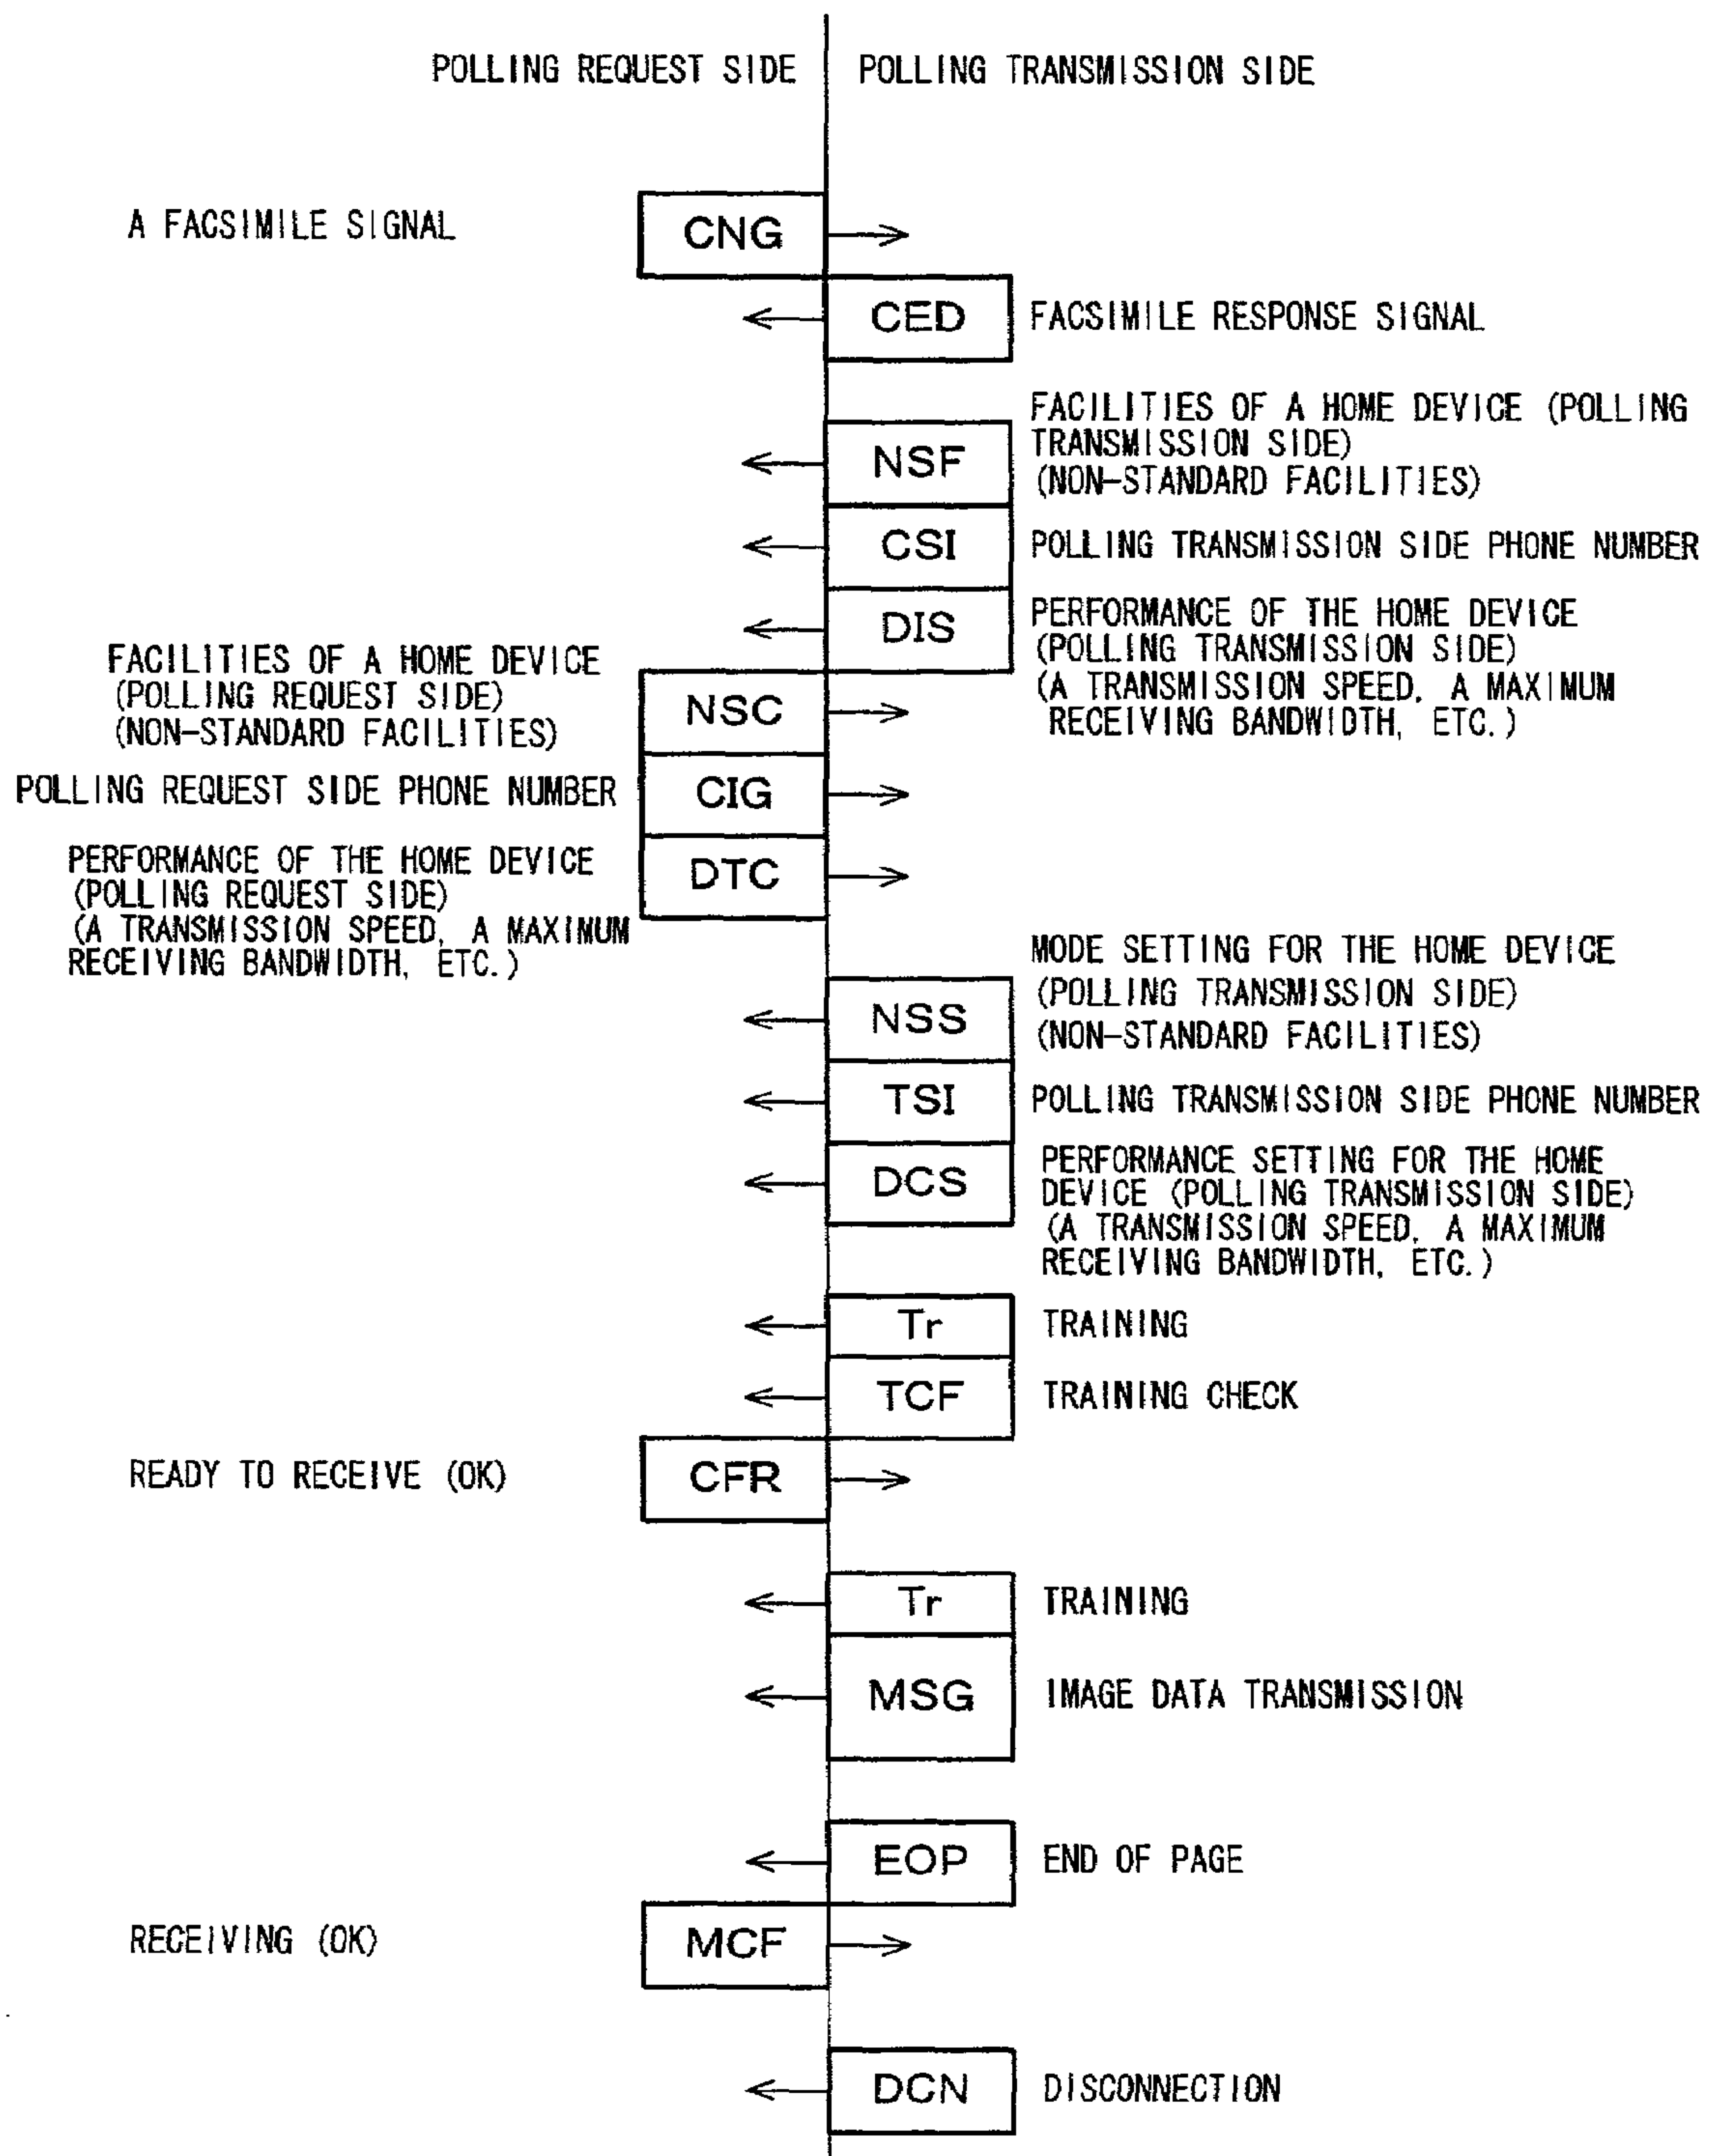 POLLING REQUEST SIDE
POLLING TRANSMISSION SIDE
A FACSIMILE SIGNAL
CNG
CED
FACSIMILE RESPONSE SIGNAL
NSF
FACILITIES OF A HOME DEVICE (POLLING
TRANSMISSION SIDE)
(NON-STANDARD FACILITIES)
CSI
POLLING TRANSMISSION SIDE PHONE NUMBER
DIS
PERFORMANCE OF THE HOME DEVICE
(POLLING TRANSMISSION SIDE)
(A TRANSMISSION SPEED, A MAXIMUM
RECEIVING BANDWIDTH, ETC.)
FACILITIES OF A HOME DEVICE
(POLLING REQUEST SIDE)
(NON-STANDARD FACILITIES)
NSC
POLLING REQUEST SIDE PHONE NUMBER
CIG
PERFORMANCE OF THE HOME DEVICE
(POLLING REQUEST SIDE)
(A TRANSMISSION SPEED, A MAXIMUM
RECEIVING BANDWIDTH, ETC.)
DTC
NSS
MODE SETTING FOR THE HOME DEVICE
(POLLING TRANSMISSION SIDE)
(NON-STANDARD FACILITIES)
TSI
POLLING TRANSMISSION SIDE PHONE NUMBER
DCS
PERFORMANCE SETTING FOR THE HOME
DEVICE (POLLING TRANSMISSION SIDE)
(A TRANSMISSION SPEED, A MAXIMUM
RECEIVING BANDWIDTH, ETC.)
Tr
TRAINING
TCF
TRAINING CHECK
READY TO RECEIVE (OK)
CFR
Tr
TRAINING
MSG
IMAGE DATA TRANSMISSION
EOP
END OF PAGE
RECEIVING (OK)
MCF
DCN
DISCONNECTION